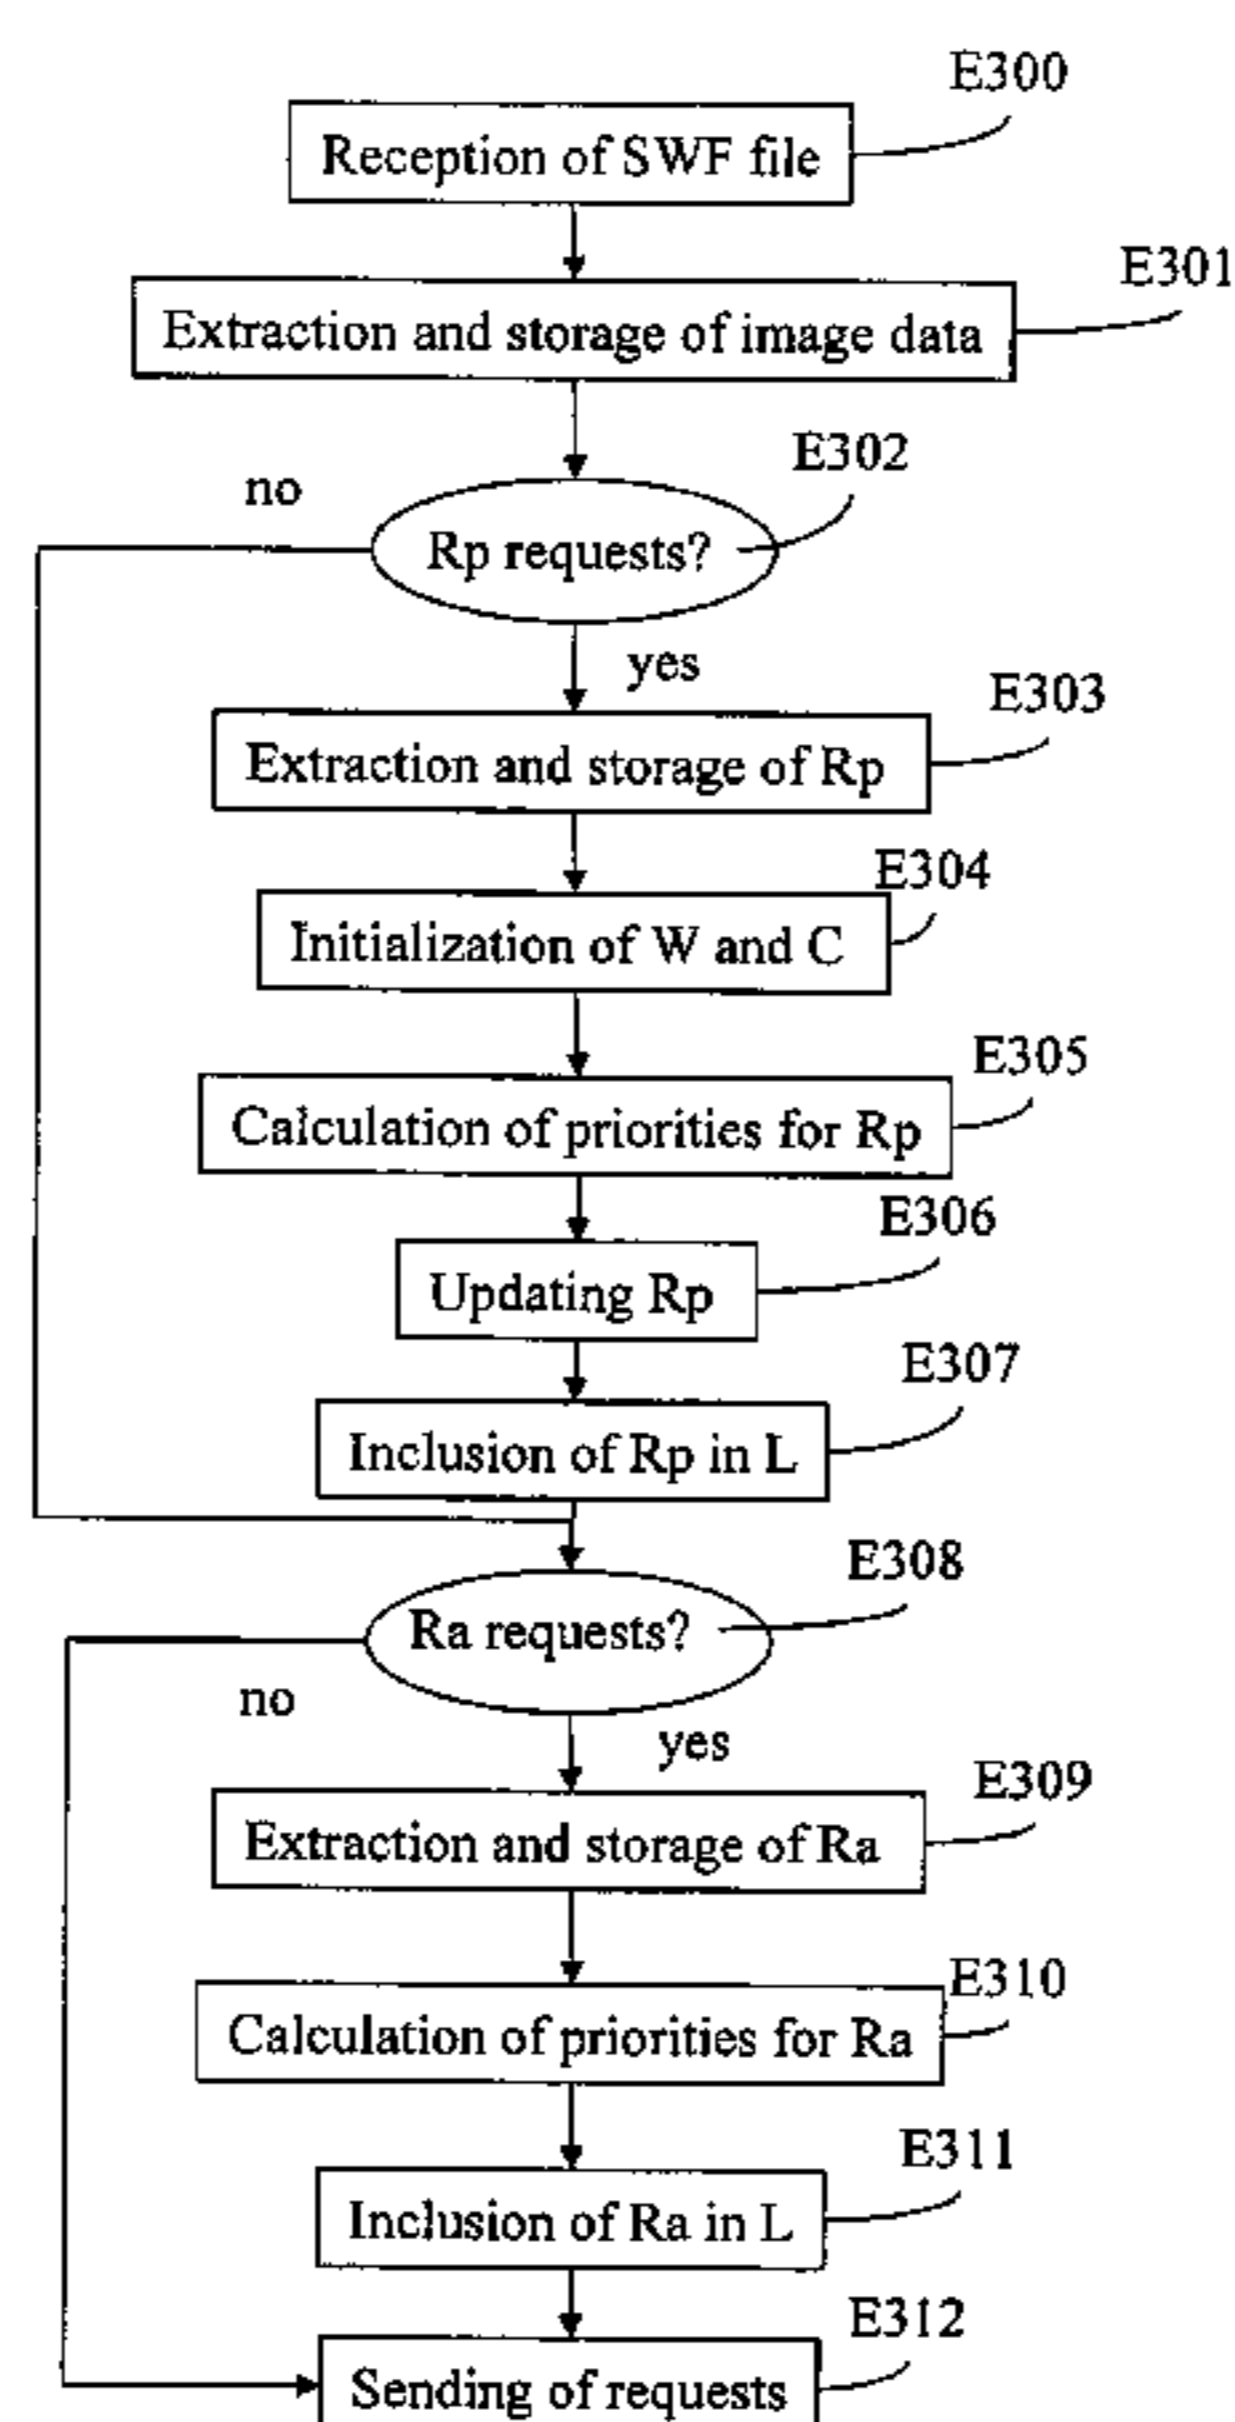 E300
Reception of SWF file
E301
Extraction and storage of image data
E302
no
Rp requests?
yes
E303
Extraction and storage of Rp
E304
Initialization of W and C
E305
Calculation of priorities for Rp
E306
Updating Rp
E307
Inclusion of Rp in L
E308
Ra requests?
no
yes
E309
Extraction and storage of Ra
E310
Calculation of priorities for Ra
E311
Inclusion of Ra in L
E312
Sending of requests